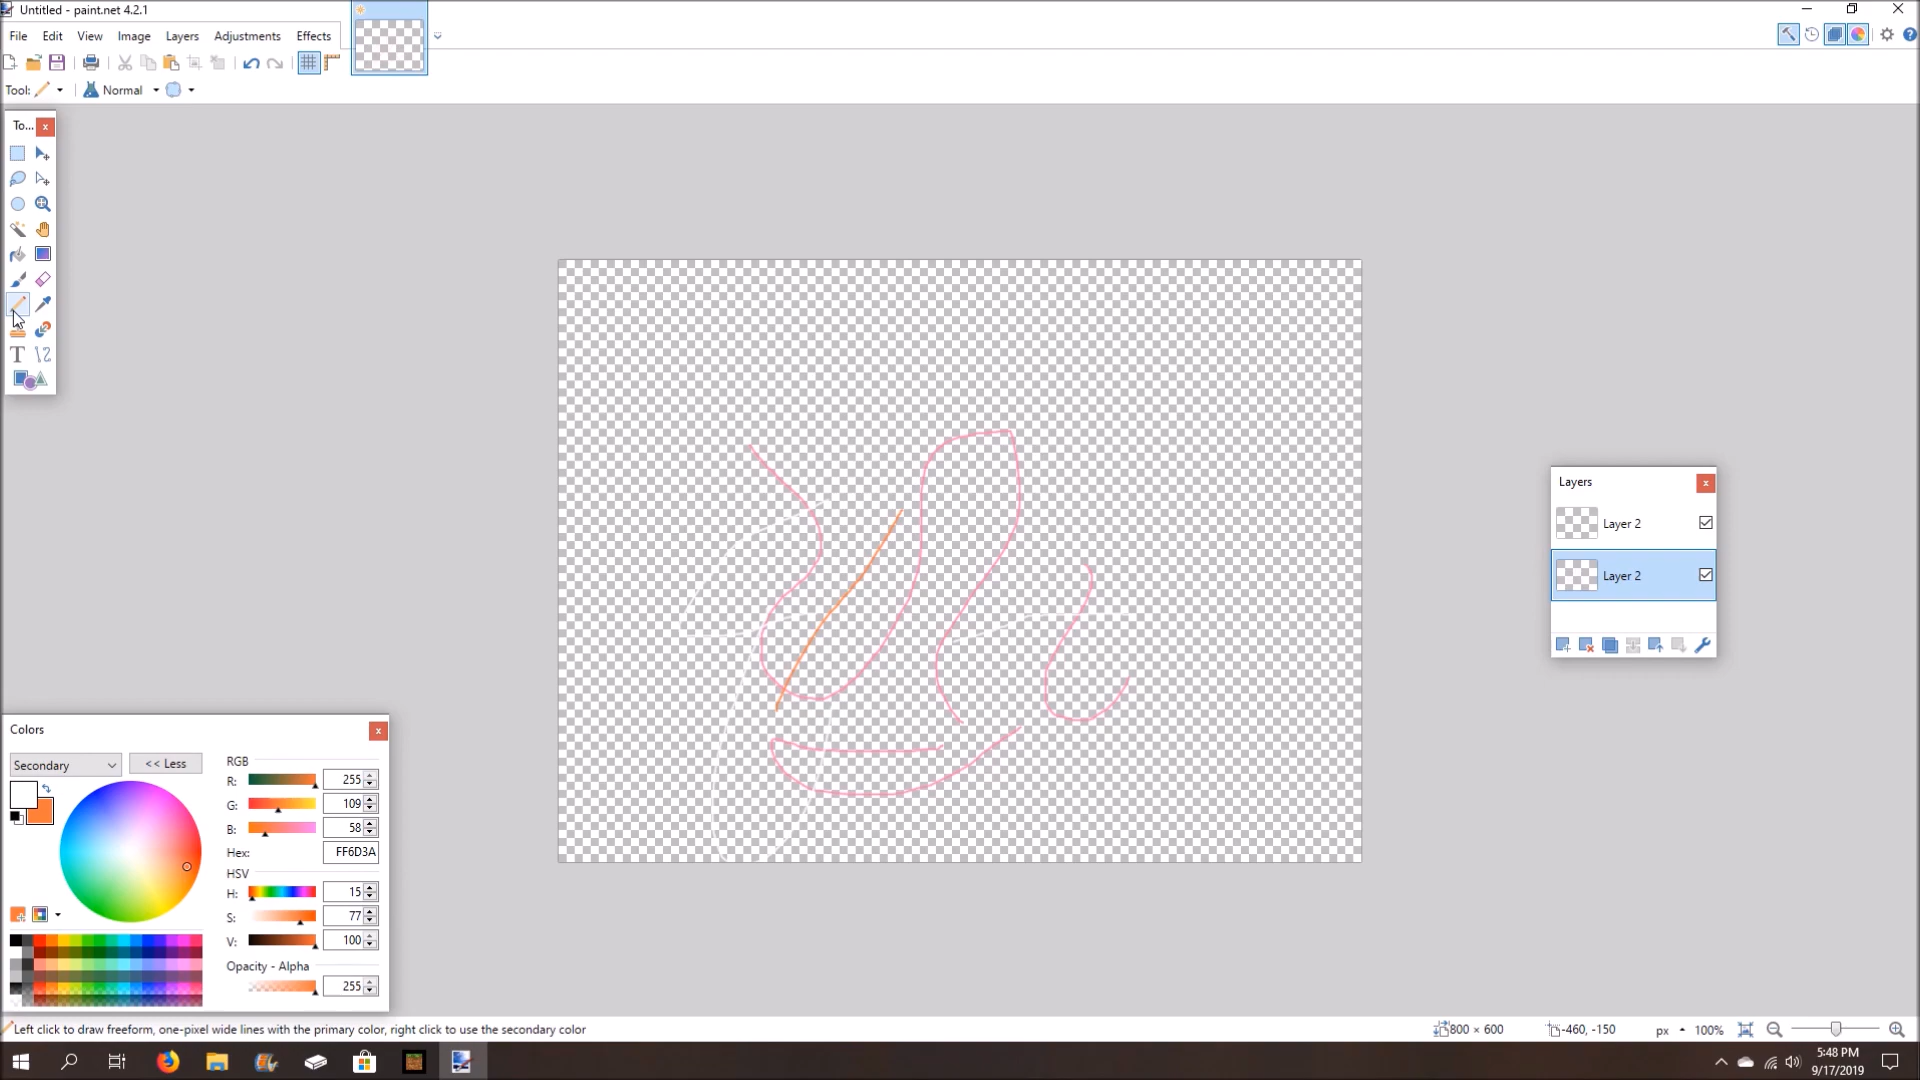 Untitled - paint.net 4.2.1
File Edit View Image Layers Adjustments Effects
Tool: Normal
To...
T
Layers
Layer 2
Layer 2
Colors
Secondary
<< Less
RGB
R: 255
G: 109
B: 58
Hex: FF6D3A
HSV
H: 15
S: 77
V: 100
Opacity - Alpha
255
Left click to draw freeform, one-pixel wide lines with the primary color, right click to use the secondary color
800 × 600
-460, -150
px
100%
5:48 PM
9/17/2019